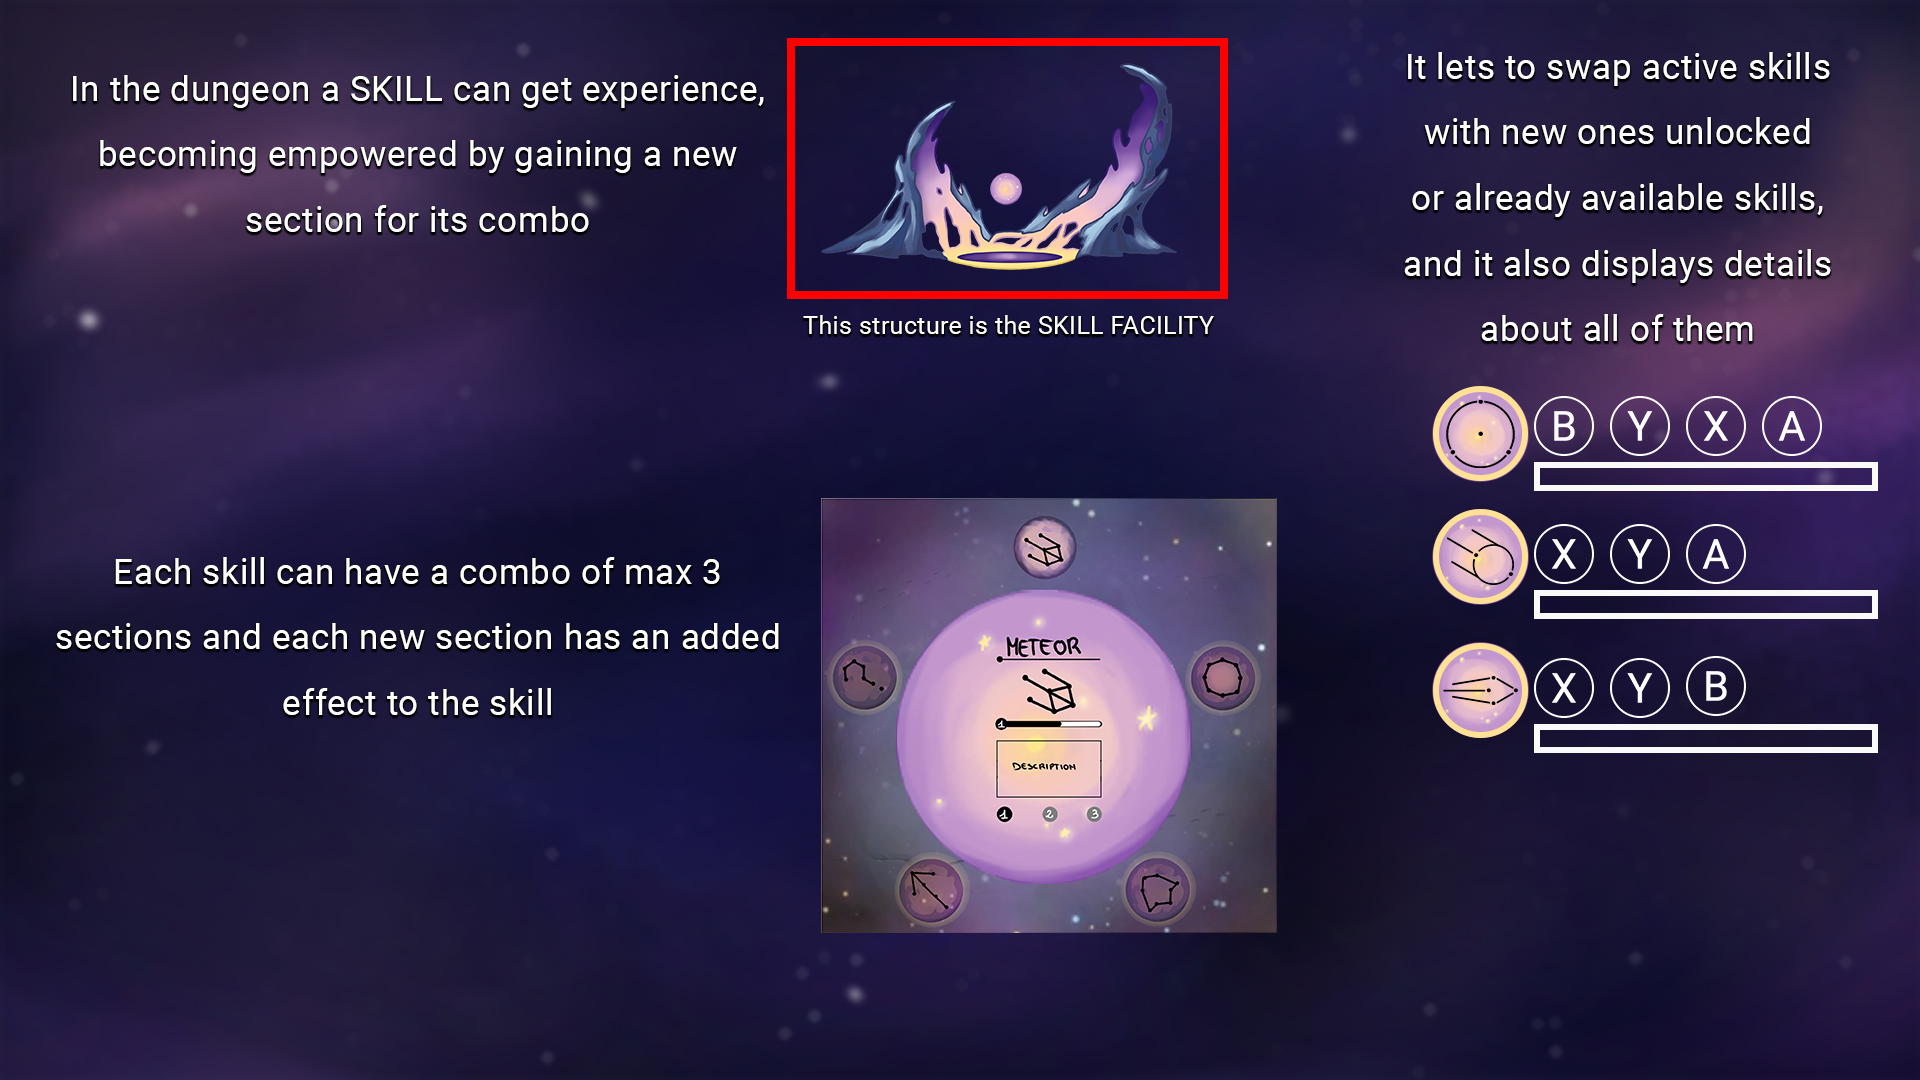 In the dungeon a SKILL can get experience,
becoming empowered by gaining a new
section for its combo
This structure is the SKILL FACILITY
It lets to swap active skills
with new ones unlocked
or already available skills,
and it also displays details
about all of them
B Y X A
X Y A
X Y B
Each skill can have a combo of max 3
sections and each new section has an added
effect to the skill
METEOR
1
DESCRIPTION
1 2 3